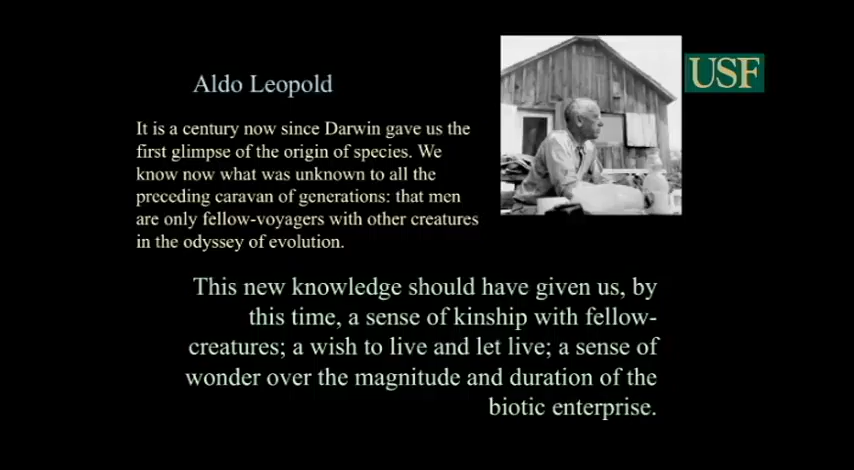 Aldo Leopold
USF
It is a century now since Darwin gave us the
first glimpse of the origin of species. We
know now what was unknown to all the
preceding caravan of generations: that men
are only fellow-voyagers with other creatures
in the odyssey of evolution.
This new knowledge should have given us, by
this time, a sense of kinship with fellow-
creatures; a wish to live and let live; a sense of
wonder over the magnitude and duration of the
biotic enterprise.